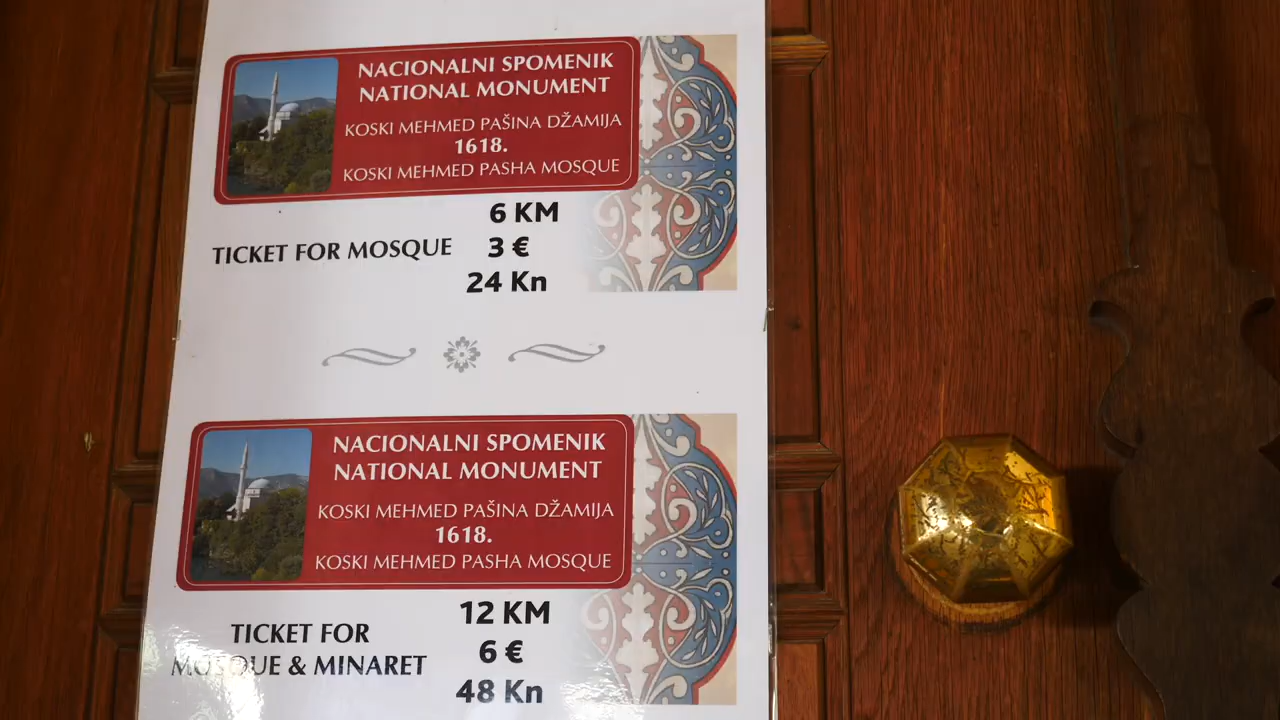 NACIONALNI SPOMENIK
NATIONAL MONUMENT
KOSKI MEHMED PAŠINA DŽAMIJA
1618.
KOSKI MEHMED PASHA MOSQUE
6 KM
TICKET FOR MOSQUE 3 €
24 Kn
NACIONALNI SPOMENIK
NATIONAL MONUMENT
KOSKI MEHMED PAŠINA DŽAMIJA
1618.
KOSKI MEHMED PASHA MOSQUE
12 KM
TICKET FOR
6 €
MOSQUE & MINARET
48 Kn